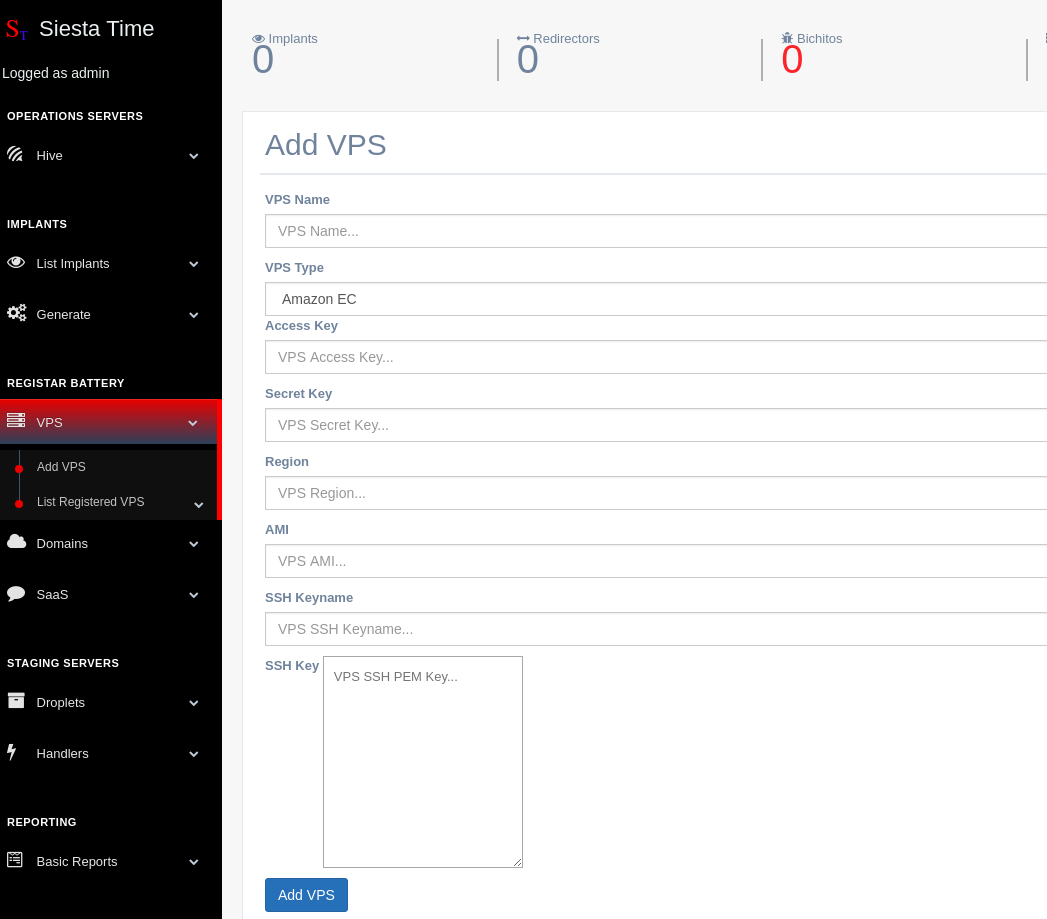 ST Siesta Time
Logged as admin
OPERATIONS SERVERS
Hive
IMPLANTS
List Implants
Generate
REGISTAR BATTERY
VPS
Add VPS
List Registered VPS
Domains
SaaS
STAGING SERVERS
Droplets
Handlers
REPORTING
Basic Reports
Implants
0
Redirectors
0
Bichitos
0
Add VPS
VPS Name
VPS Name...
VPS Type
Amazon EC
Access Key
VPS Access Key...
Secret Key
VPS Secret Key...
Region
VPS Region...
AMI
VPS AMI...
SSH Keyname
VPS SSH Keyname...
SSH Key
VPS SSH PEM Key...
Add VPS